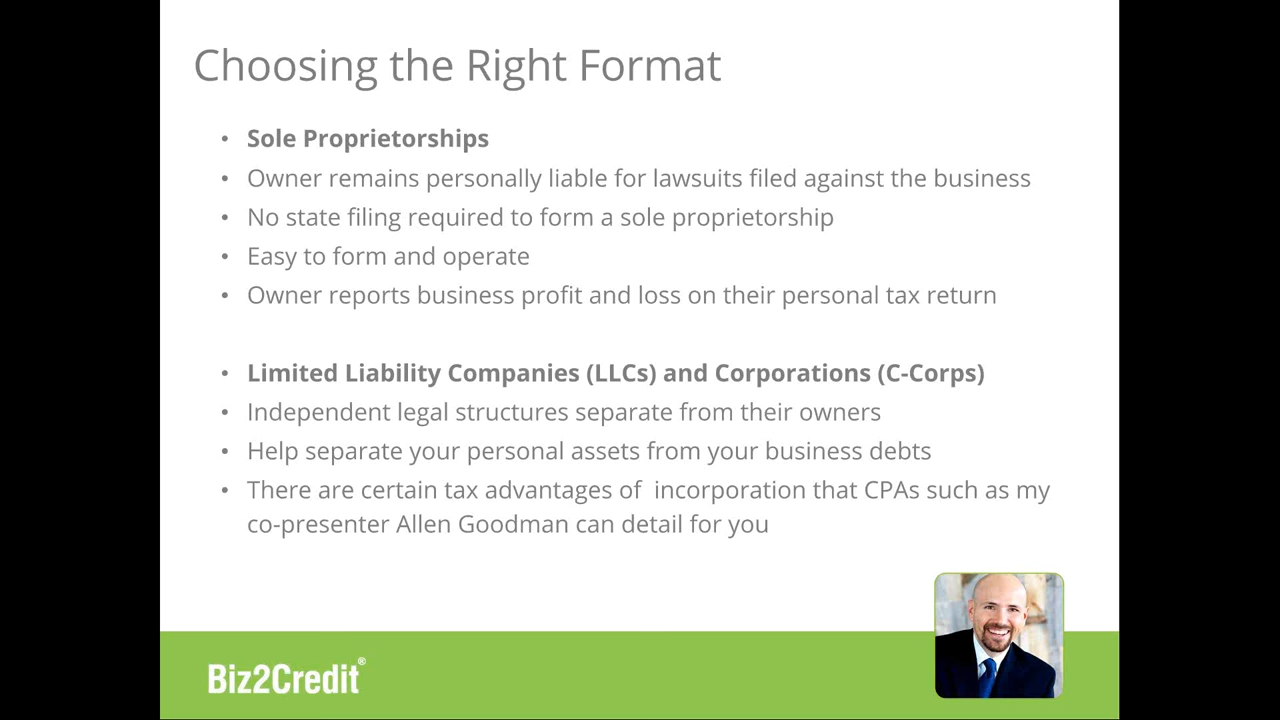 Choosing the Right Format
• Sole Proprietorships
• Owner remains personally liable for lawsuits filed against the business
• No state filing required to form a sole proprietorship
• Easy to form and operate
• Owner reports business profit and loss on their personal tax return
• Limited Liability Companies (LLCs) and Corporations (C-Corps)
• Independent legal structures separate from their owners
• Help separate your personal assets from your business debts
• There are certain tax advantages of  incorporation that CPAs such as my
co-presenter Allen Goodman can detail for you
Biz2Credit®